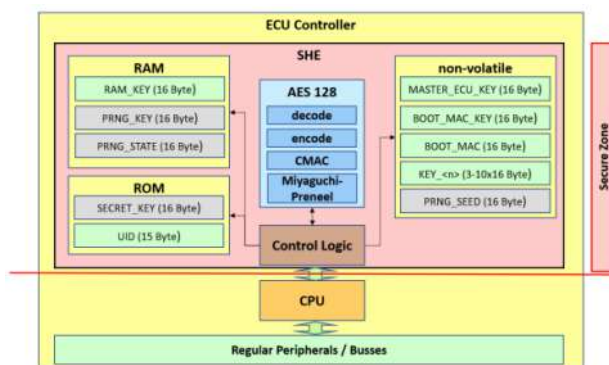 ECU Controller
SHE
RAM
RAM_KEY (16 Byte)
PRNG_KEY (16 Byte)
PRNG_STATE (16 Byte)
ROM
SECRET_KEY (16 Byte)
UID (15 Byte)
AES 128
decode
encode
CMAC
Miyaguchi-
Preneel
Control Logic
non-volatile
MASTER_ECU_KEY (16 Byte)
BOOT_MAC_KEY (16 Byte)
BOOT_MAC (16 Byte)
KEY_<n> (3-10x16 Byte)
PRNG_SEED (16 Byte)
Secure Zone
CPU
Regular Peripherals / Busses